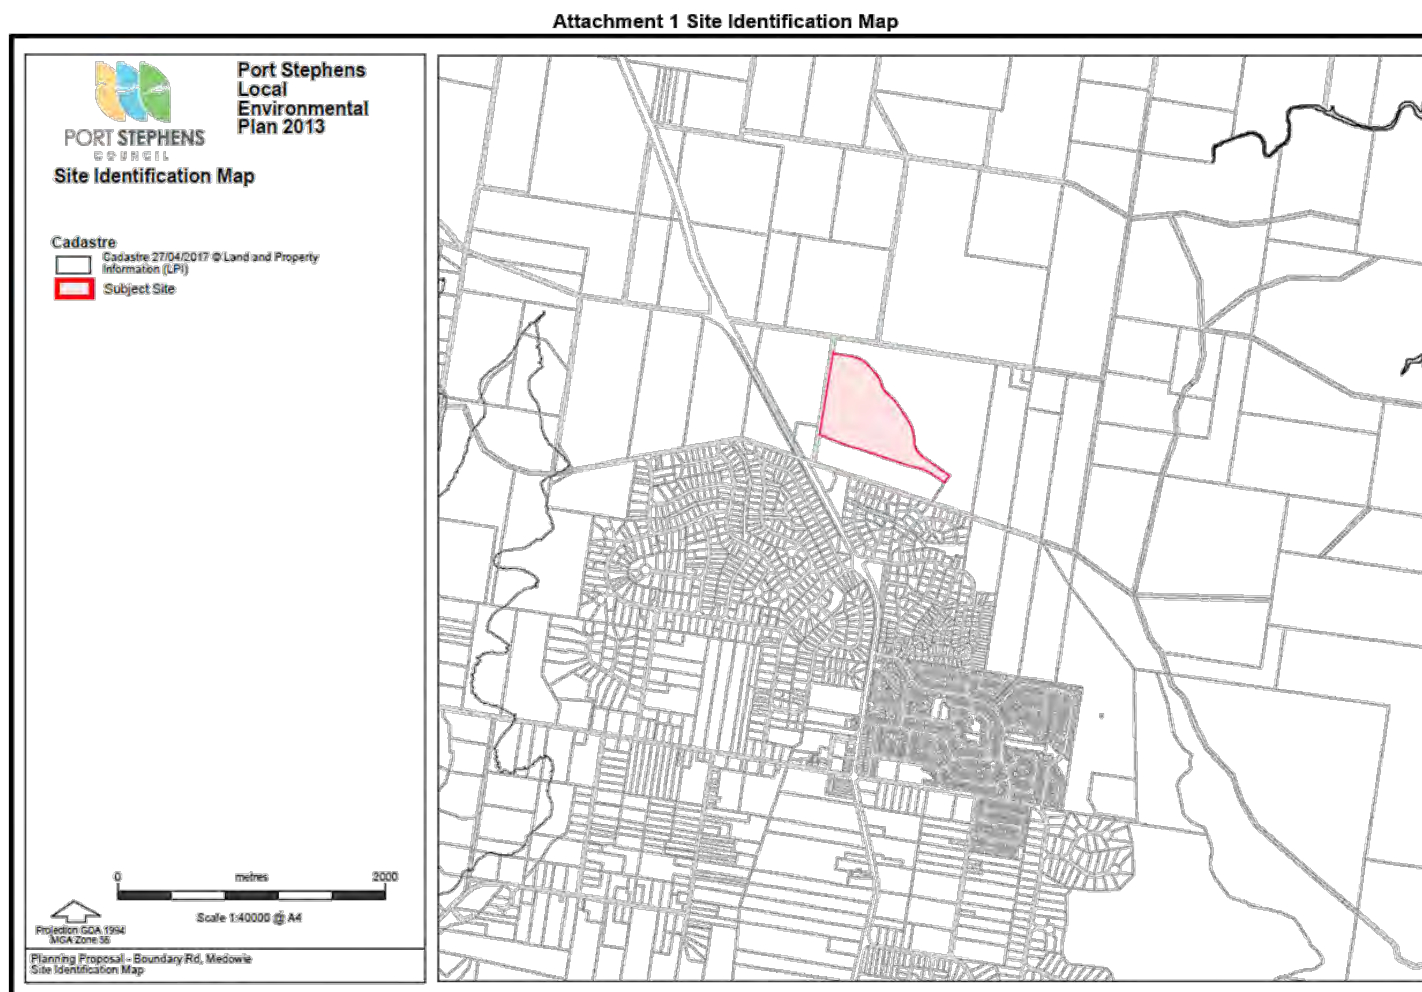 Attachment 1 Site Identification Map
PORT STEPHENS
COUNCIL
Port Stephens
Local
Environmental
Plan 2013
Site Identification Map
Cadastre
Cadastre 27/04/2017 © Land and Property
Information (LPI)
Subject Site
0 metres 2000
Scale 1:40000 @ A4
Projection GDA 1994
MGA Zone 56
Planning Proposal - Boundary Rd, Medowie
Site Identification Map